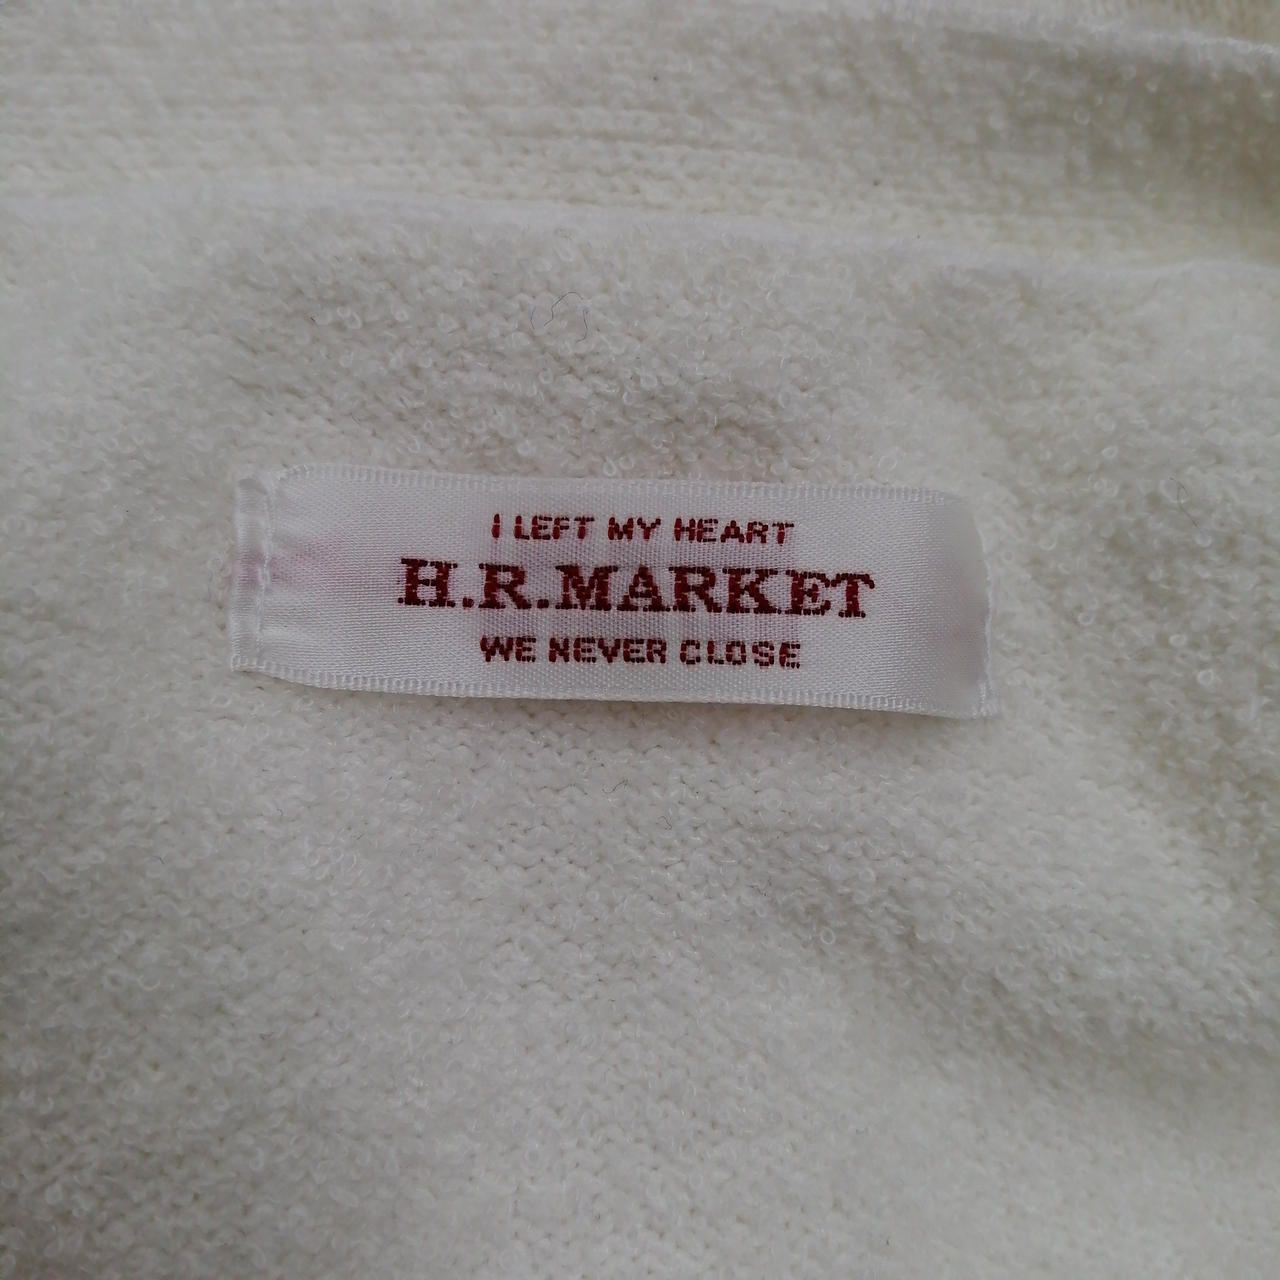 I LEFT MY HEART
H.R.MARKET
WE NEVER CLOSE